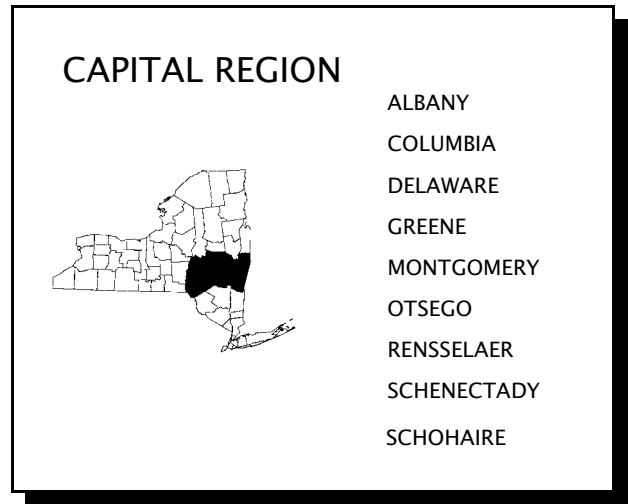 CAPITAL REGION
ALBANY
COLUMBIA
DELAWARE
GREENE
MONTGOMERY
OTSEGO
RENSSELAER
SCHENECTADY
SCHOHAIRE